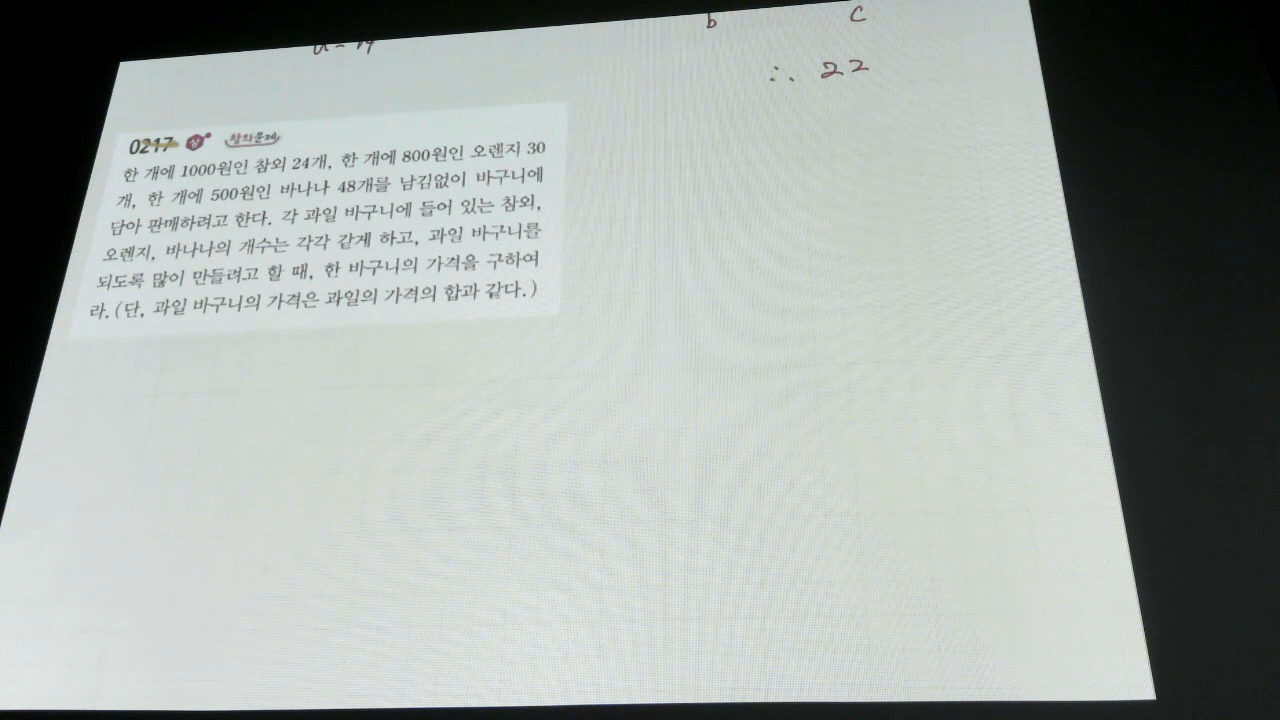 b c
∴ 22
0217 상 창의문제
한 개에 1000원인 참외 24개, 한 개에 800원인 오렌지 30
개, 한 개에 500원인 바나나 48개를 남김없이 바구니에
담아 판매하려고 한다. 각 과일 바구니에 들어 있는 참외,
오렌지, 바나나의 개수는 각각 같게 하고, 과일 바구니를
되도록 많이 만들려고 할 때, 한 바구니의 가격을 구하여
라. (단, 과일 바구니의 가격은 과일의 가격의 합과 같다.)